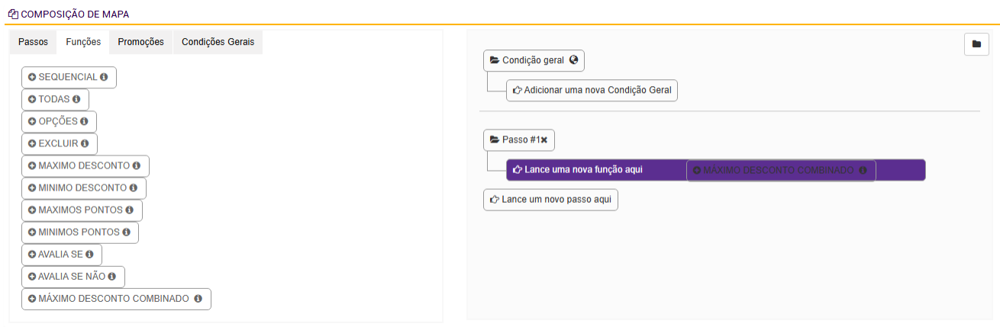 COMPOSIÇÃO DE MAPA
Passos Funções Promoções Condições Gerais
SEQUENCIAL
TODAS
OPÇÕES
EXCLUIR
MAXIMO DESCONTO
MINIMO DESCONTO
MAXIMOS PONTOS
MINIMOS PONTOS
AVALIA SE
AVALIA SE NÃO
MÁXIMO DESCONTO COMBINADO
Condição geral
Adicionar uma nova Condição Geral
Passo #1
Lance uma nova função aqui MÁXIMO DESCONTO COMBINADO
Lance um novo passo aqui